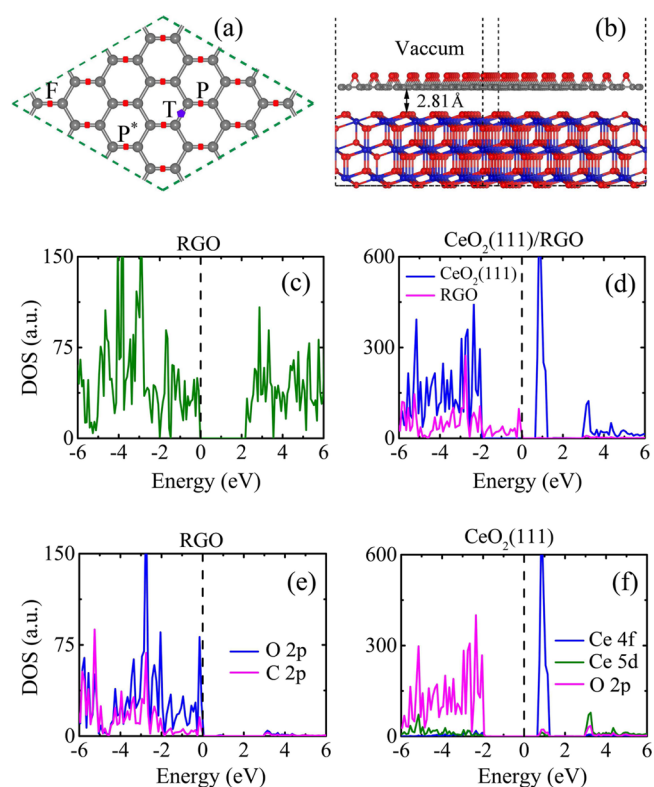 (a)
F
P
T
P*
(b)
Vaccum
2.81Å
RGO
(c)
150
75
0
DOS (a.u.)
-6 -4 -2 0 2 4 6
Energy (eV)
CeO2(111)/RGO
(d)
CeO2(111)
RGO
600
300
0
DOS (a.u.)
-6 -4 -2 0 2 4 6
Energy (eV)
RGO
(e)
150
75
0
DOS (a.u.)
O 2p
C 2p
-6 -4 -2 0 2 4 6
Energy (eV)
CeO2(111)
(f)
600
300
0
Ce 4f
Ce 5d
O 2p
-6 -4 -2 0 2 4 6
Energy (eV)